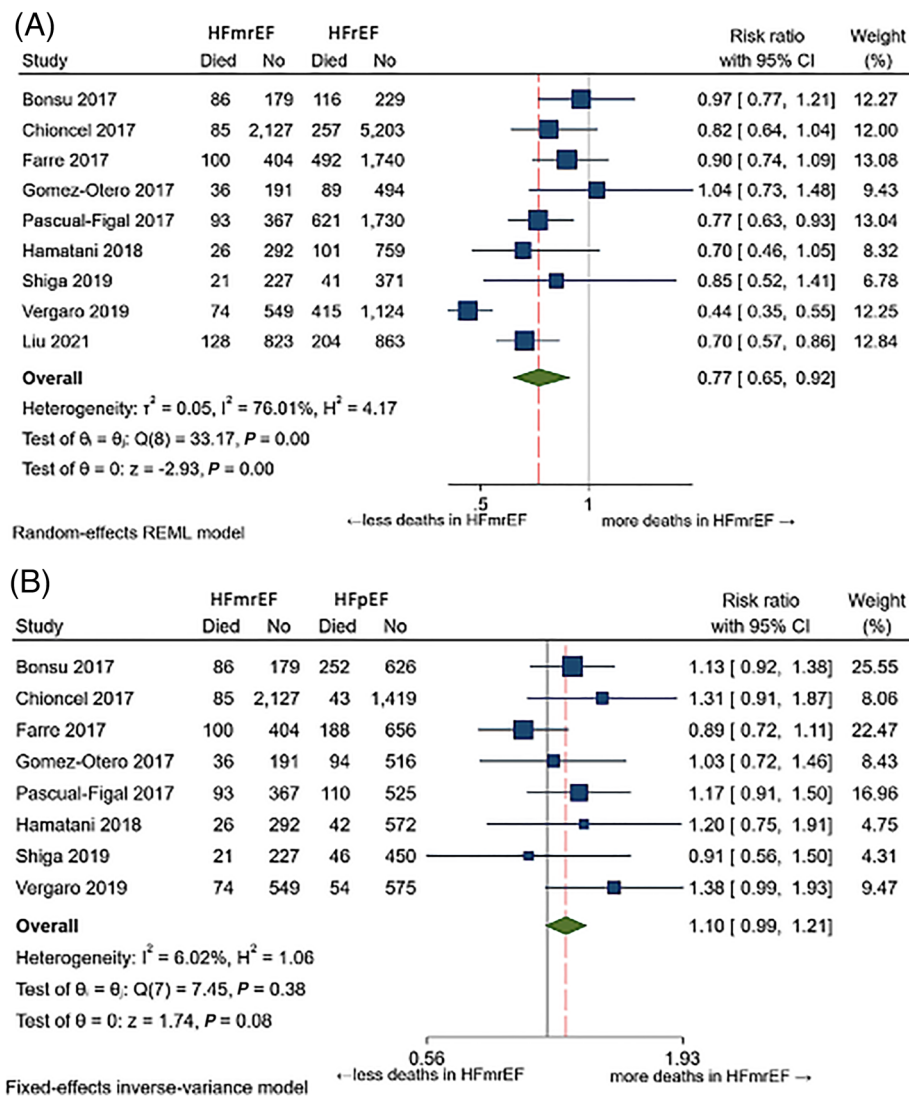 (A)
HFmrEF HFrEF Risk ratio Weight
Study Died No Died No with 95% CI (%)
Bonsu 2017 86 179 116 229 0.97 [ 0.77, 1.21] 12.27
Chioncel 2017 85 2,127 257 5,203 0.82 [ 0.64, 1.04] 12.00
Farre 2017 100 404 492 1,740 0.90 [ 0.74, 1.09] 13.08
Gomez-Otero 2017 36 191 89 494 1.04 [ 0.73, 1.48] 9.43
Pascual-Figal 2017 93 367 621 1,730 0.77 [ 0.63, 0.93] 13.04
Hamatani 2018 26 292 101 759 0.70 [ 0.46, 1.05] 8.32
Shiga 2019 21 227 41 371 0.85 [ 0.52, 1.41] 6.78
Vergaro 2019 74 549 415 1,124 0.44 [ 0.35, 0.55] 12.25
Liu 2021 128 823 204 863 0.70 [ 0.57, 0.86] 12.84
Overall 0.77 [ 0.65, 0.92]
Heterogeneity: τ² = 0.05, I² = 76.01%, H² = 4.17
Test of θᵢ = θⱼ: Q(8) = 33.17, P = 0.00
Test of θ = 0: z = -2.93, P = 0.00
.5 1
←less deaths in HFmrEF more deaths in HFmrEF →
Random-effects REML model
(B)
HFmrEF HFpEF Risk ratio Weight
Study Died No Died No with 95% CI (%)
Bonsu 2017 86 179 252 626 1.13 [ 0.92, 1.38] 25.55
Chioncel 2017 85 2,127 43 1,419 1.31 [ 0.91, 1.87] 8.06
Farre 2017 100 404 188 656 0.89 [ 0.72, 1.11] 22.47
Gomez-Otero 2017 36 191 94 516 1.03 [ 0.72, 1.46] 8.43
Pascual-Figal 2017 93 367 110 525 1.17 [ 0.91, 1.50] 16.96
Hamatani 2018 26 292 42 572 1.20 [ 0.75, 1.91] 4.75
Shiga 2019 21 227 46 450 0.91 [ 0.56, 1.50] 4.31
Vergaro 2019 74 549 54 575 1.38 [ 0.99, 1.93] 9.47
Overall 1.10 [ 0.99, 1.21]
Heterogeneity: I² = 6.02%, H² = 1.06
Test of θᵢ = θⱼ: Q(7) = 7.45, P = 0.38
Test of θ = 0: z = 1.74, P = 0.08
0.56 1.93
←less deaths in HFmrEF more deaths in HFmrEF →
Fixed-effects inverse-variance model